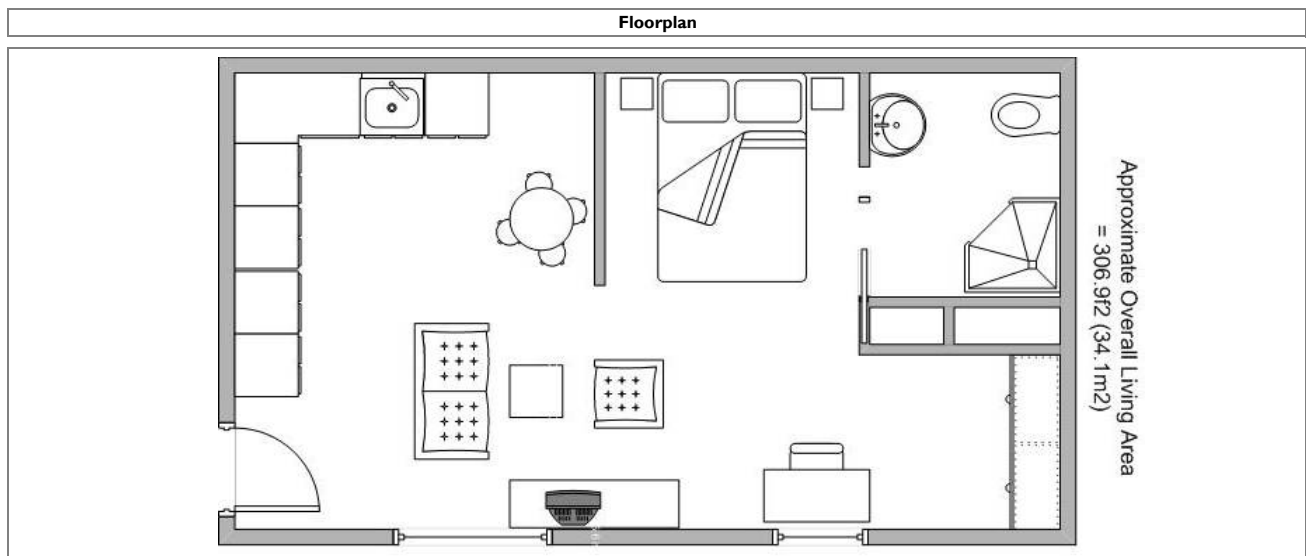 Floorplan
Approximate Overall Living Area
= 306.9f2 (34.1m2)